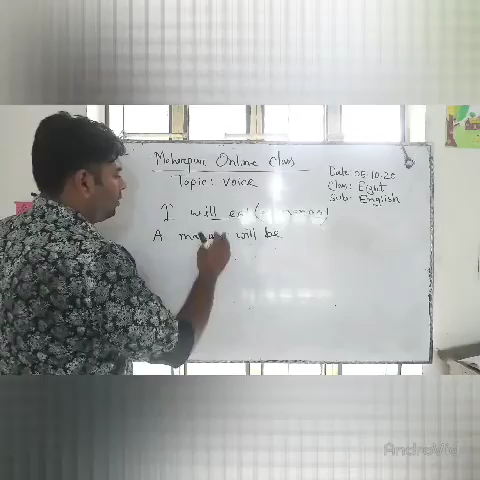 Meherpur Online Class
Topic: Voice
Date: 05.10.20
Class: Eight
Sub: English
I will eat (a mango)
A mango will be
AndroVid